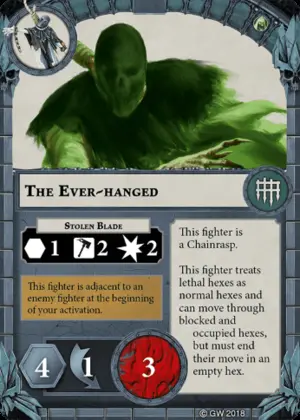 The Ever-hanged
Stolen Blade
1 2 2
This fighter is adjacent to an
enemy fighter at the beginning
of your activation.
This fighter is
a Chainrasp.
This fighter treats
lethal hexes as
normal hexes and
can move through
blocked and
occupied hexes,
but must end
their move in an
empty hex.
4 1 3
© GW 2018